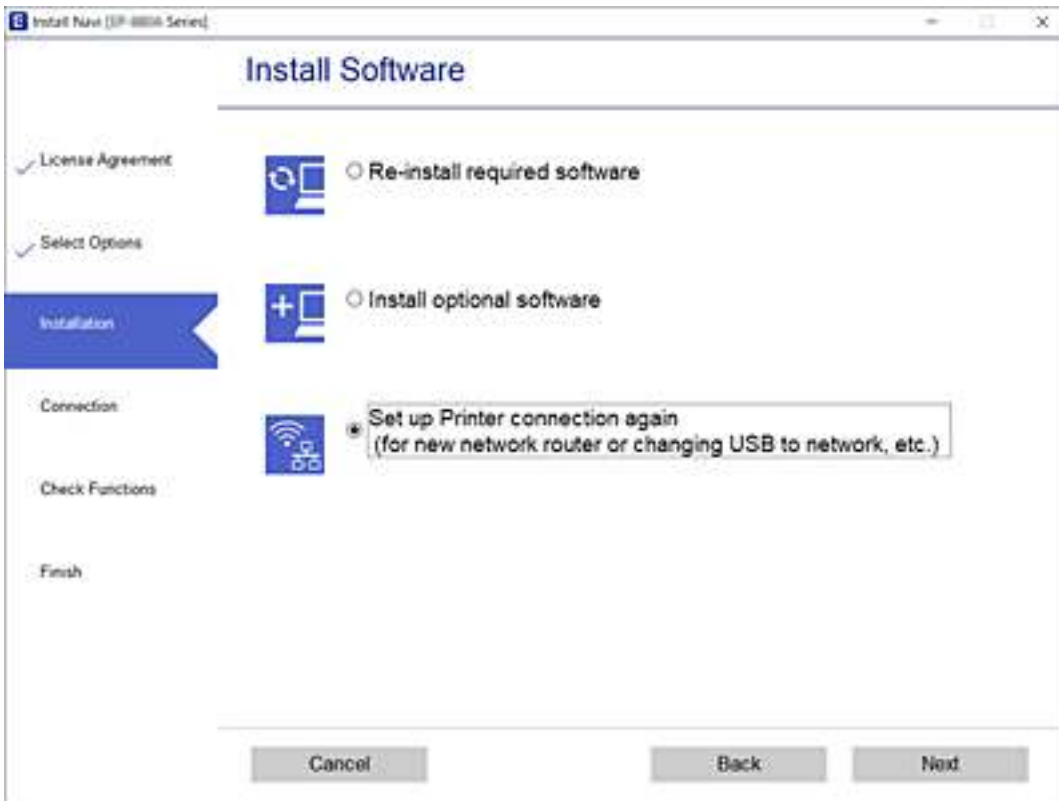 E Install Navi [EP- Series]
Install Software
License Agreement
Select Options
Installation
Connection
Check Functions
Finish
Re-install required software
Install optional software
Set up Printer connection again
(for new network router or changing USB to network, etc.)
Cancel
Back
Next